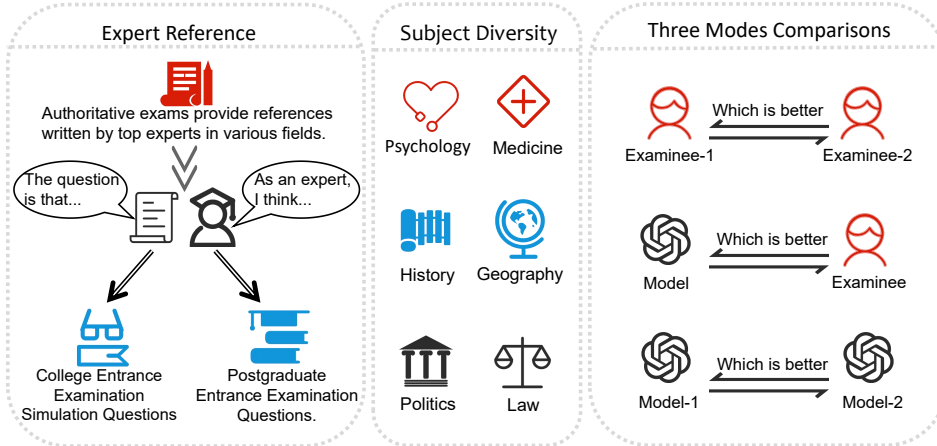 Expert Reference
Authoritative exams provide references
written by top experts in various fields.
The question
is that...
As an expert,
I think...
College Entrance
Examination
Simulation Questions
Postgraduate
Entrance Examination
Questions.
Subject Diversity
Psychology
Medicine
History
Geography
Politics
Law
Three Modes Comparisons
Which is better
Examinee-1
Examinee-2
Which is better
Model
Examinee
Which is better
Model-1
Model-2